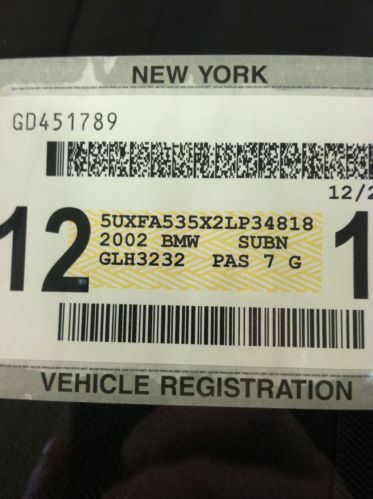 NEW YORK
GD451789
12/2
12
5UXFA535X2LP34818
2002 BMW SUBN
GLH3232 PAS 7 G
1
VEHICLE REGISTRATION